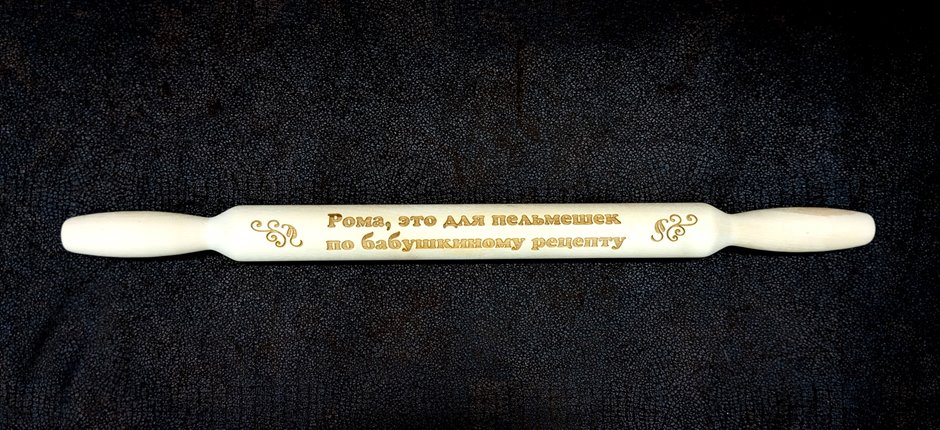 Рома, это для пельмешек
по бабушкиному рецепту